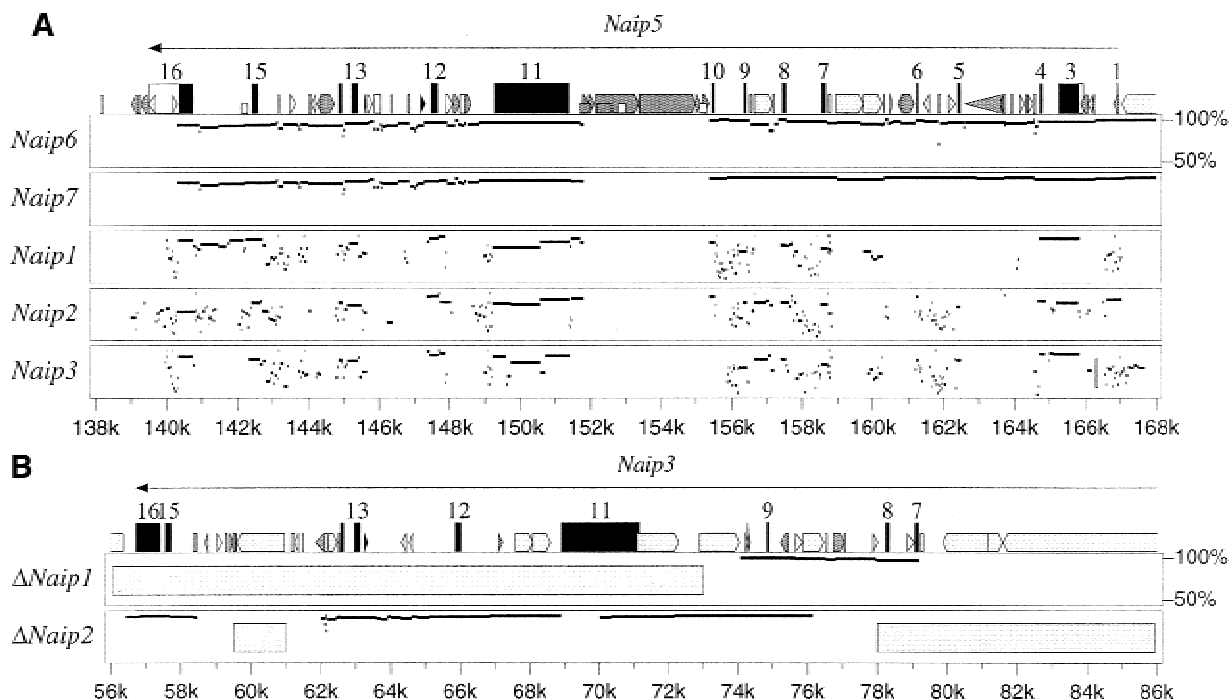 A
Naip5
16 15 13 12 11 10 9 8 7 6 5 4 3 1
Naip6
100%
50%
Naip7
Naip1
Naip2
Naip3
138k 140k 142k 144k 146k 148k 150k 152k 154k 156k 158k 160k 162k 164k 166k 168k
B
Naip3
16 15 13 12 11 9 8 7
ΔNaip1
100%
50%
ΔNaip2
56k 58k 60k 62k 64k 66k 68k 70k 72k 74k 76k 78k 80k 82k 84k 86k